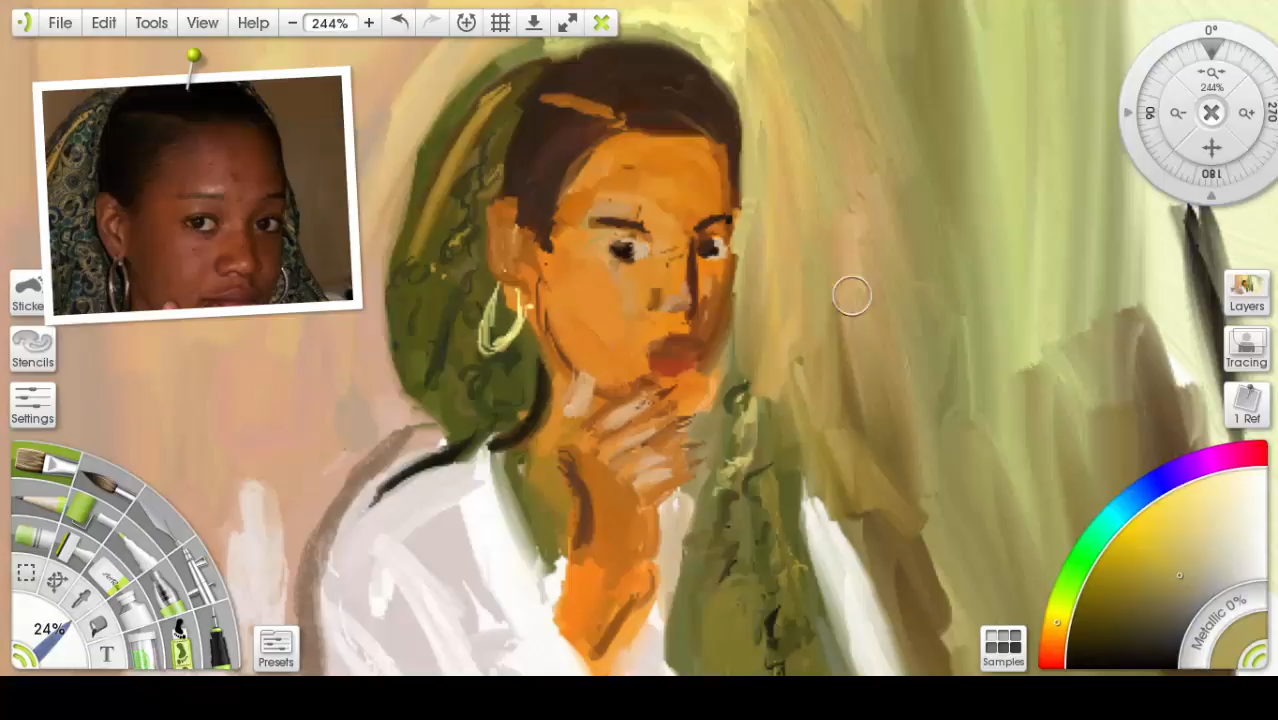 File Edit Tools View Help − 244% +
0°
244%
90
270
180
Stencils
Settings
Layers
Tracing
1 Ref
24%
T
Presets
Samples
Metallic 0%